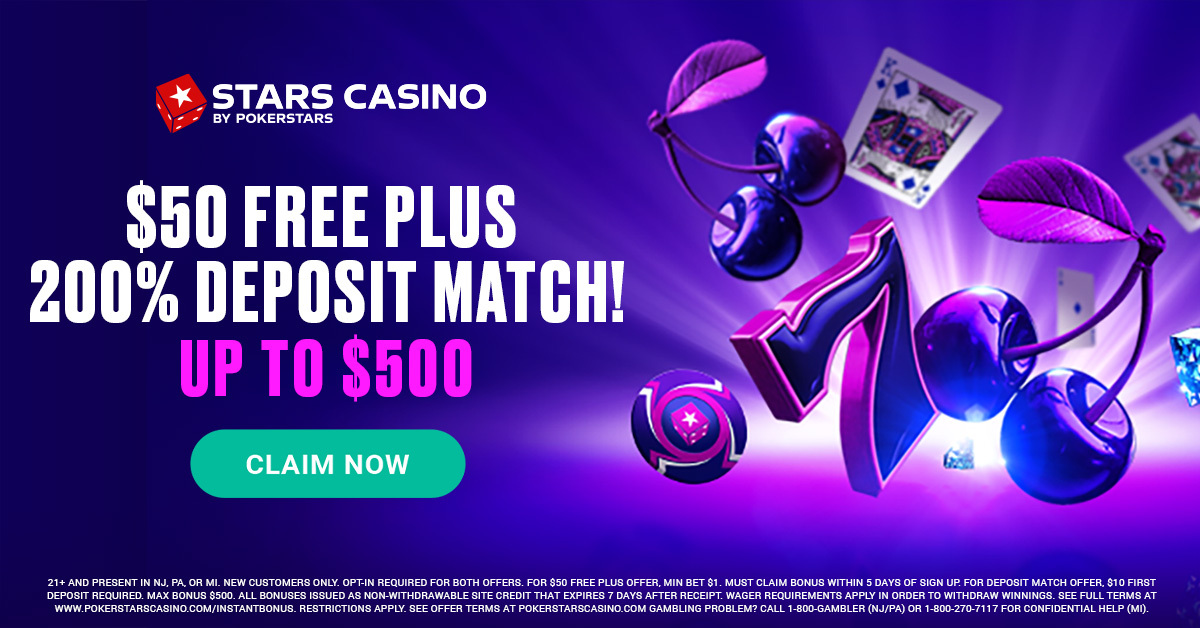 STARS CASINO
BY POKERSTARS
$50 FREE PLUS
200% DEPOSIT MATCH!
UP TO $500
CLAIM NOW
K
21+ AND PRESENT IN NJ, PA, OR MI. NEW CUSTOMERS ONLY. OPT-IN REQUIRED FOR BOTH OFFERS. FOR $50 FREE PLUS OFFER, MIN BET $1. MUST CLAIM BONUS WITHIN 5 DAYS OF SIGN UP. FOR DEPOSIT MATCH OFFER, $10 FIRST
DEPOSIT REQUIRED. MAX BONUS $500. ALL BONUSES ISSUED AS NON-WITHDRAWABLE SITE CREDIT THAT EXPIRES 7 DAYS AFTER RECEIPT. WAGER REQUIREMENTS APPLY IN ORDER TO WITHDRAW WINNINGS. SEE FULL TERMS AT
WWW.POKERSTARSCASINO.COM/INSTANTBONUS. RESTRICTIONS APPLY. SEE OFFER TERMS AT POKERSTARSCASINO.COM GAMBLING PROBLEM? CALL 1-800-GAMBLER (NJ/PA) OR 1-800-270-7117 FOR CONFIDENTIAL HELP (MI).